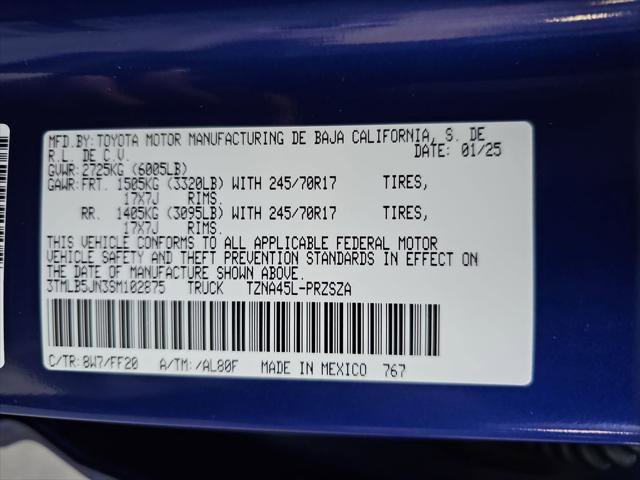 MFD.BY:TOYOTA MOTOR MANUFACTURING DE BAJA CALIFORNIA, S. DE
R.L. DE C.V. DATE: 01/25
GVWR:2725KG (6005LB)
GAWR:FRT. 1505KG (3320LB) WITH 245/70R17 TIRES,
17X7J RIMS.
RR. 1405KG (3095LB) WITH 245/70R17 TIRES,
17X7J RIMS.
THIS VEHICLE CONFORMS TO ALL APPLICABLE FEDERAL MOTOR
VEHICLE SAFETY AND THEFT PREVENTION STANDARDS IN EFFECT ON
THE DATE OF MANUFACTURE SHOWN ABOVE.
3TMLB5JN3SM102875 TRUCK TZNA45L-PRZSZA
C/TR:8W7/FF20 A/TM:/AL80F MADE IN MEXICO 767